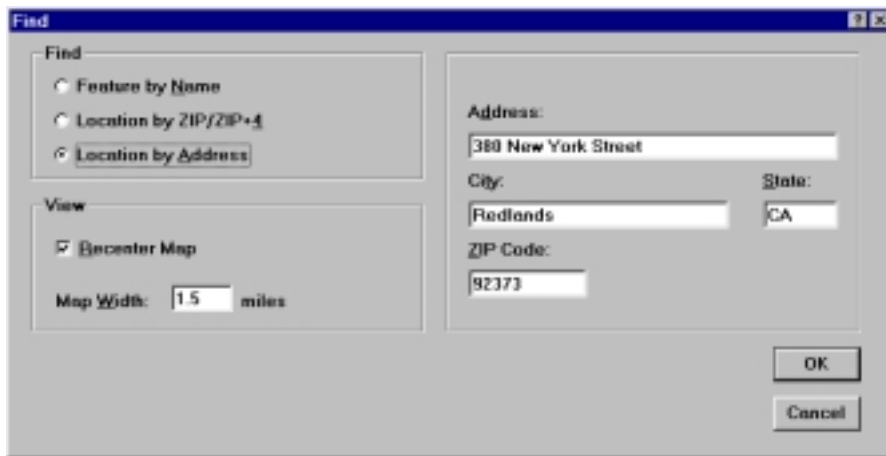 Find
Find
Feature by Name
Location by ZIP/ZIP+4
Location by Address
View
Recenter Map
Map Width: 1.5 miles
Address:
380 New York Street
City: State:
Redlands CA
ZIP Code:
92373
OK
Cancel